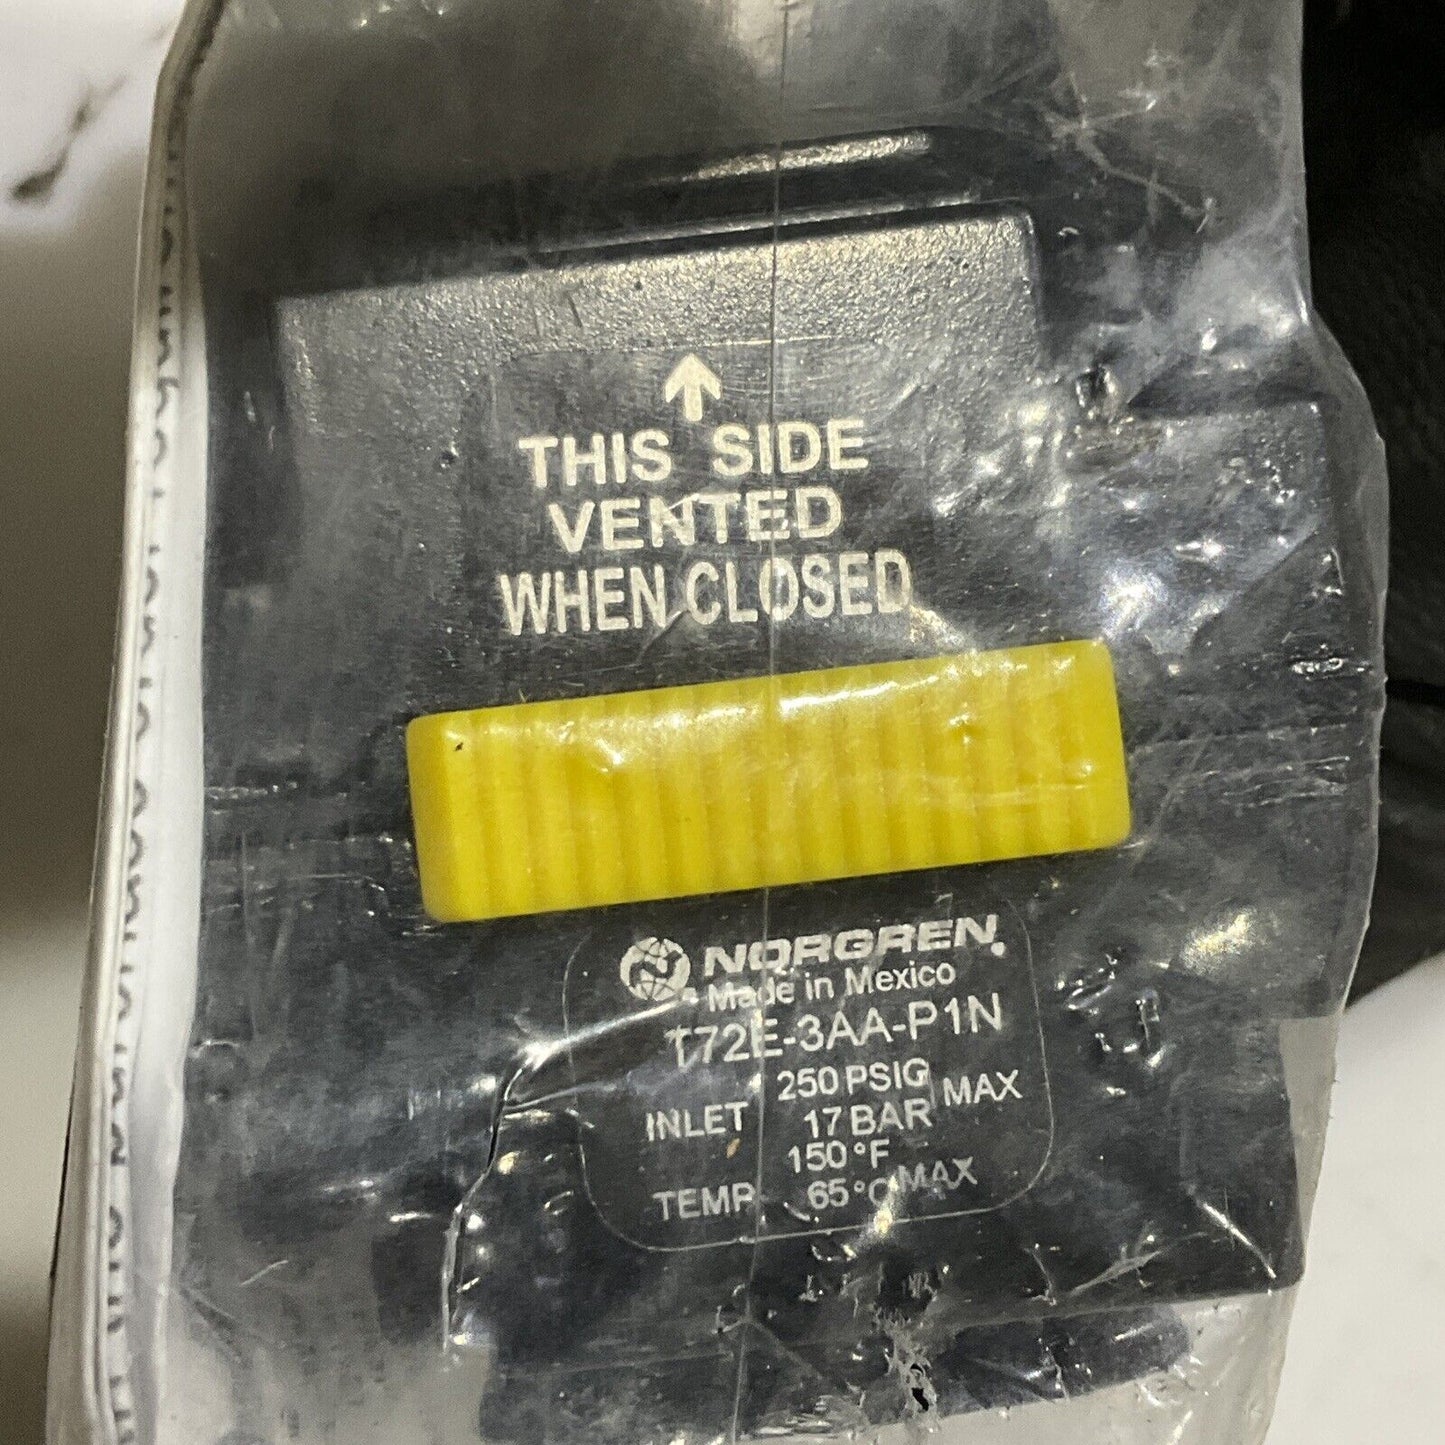 THIS SIDE
VENTED
WHEN CLOSED
NORGREN
Made in Mexico
T72E-3AA-P1N
250 PSIG
INLET 17 BAR MAX
150°F
TEMP 65°C MAX